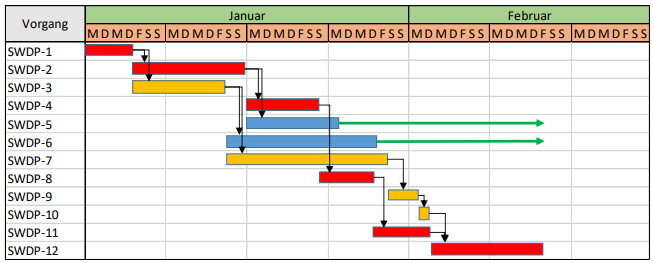 Vorgang Januar Februar
M D M D F S S M D M D F S S M D M D F S S M D M D F S S M D M D F S S M D M D F S S M D M D F S S
SWDP-1
SWDP-2
SWDP-3
SWDP-4
SWDP-5
SWDP-6
SWDP-7
SWDP-8
SWDP-9
SWDP-10
SWDP-11
SWDP-12